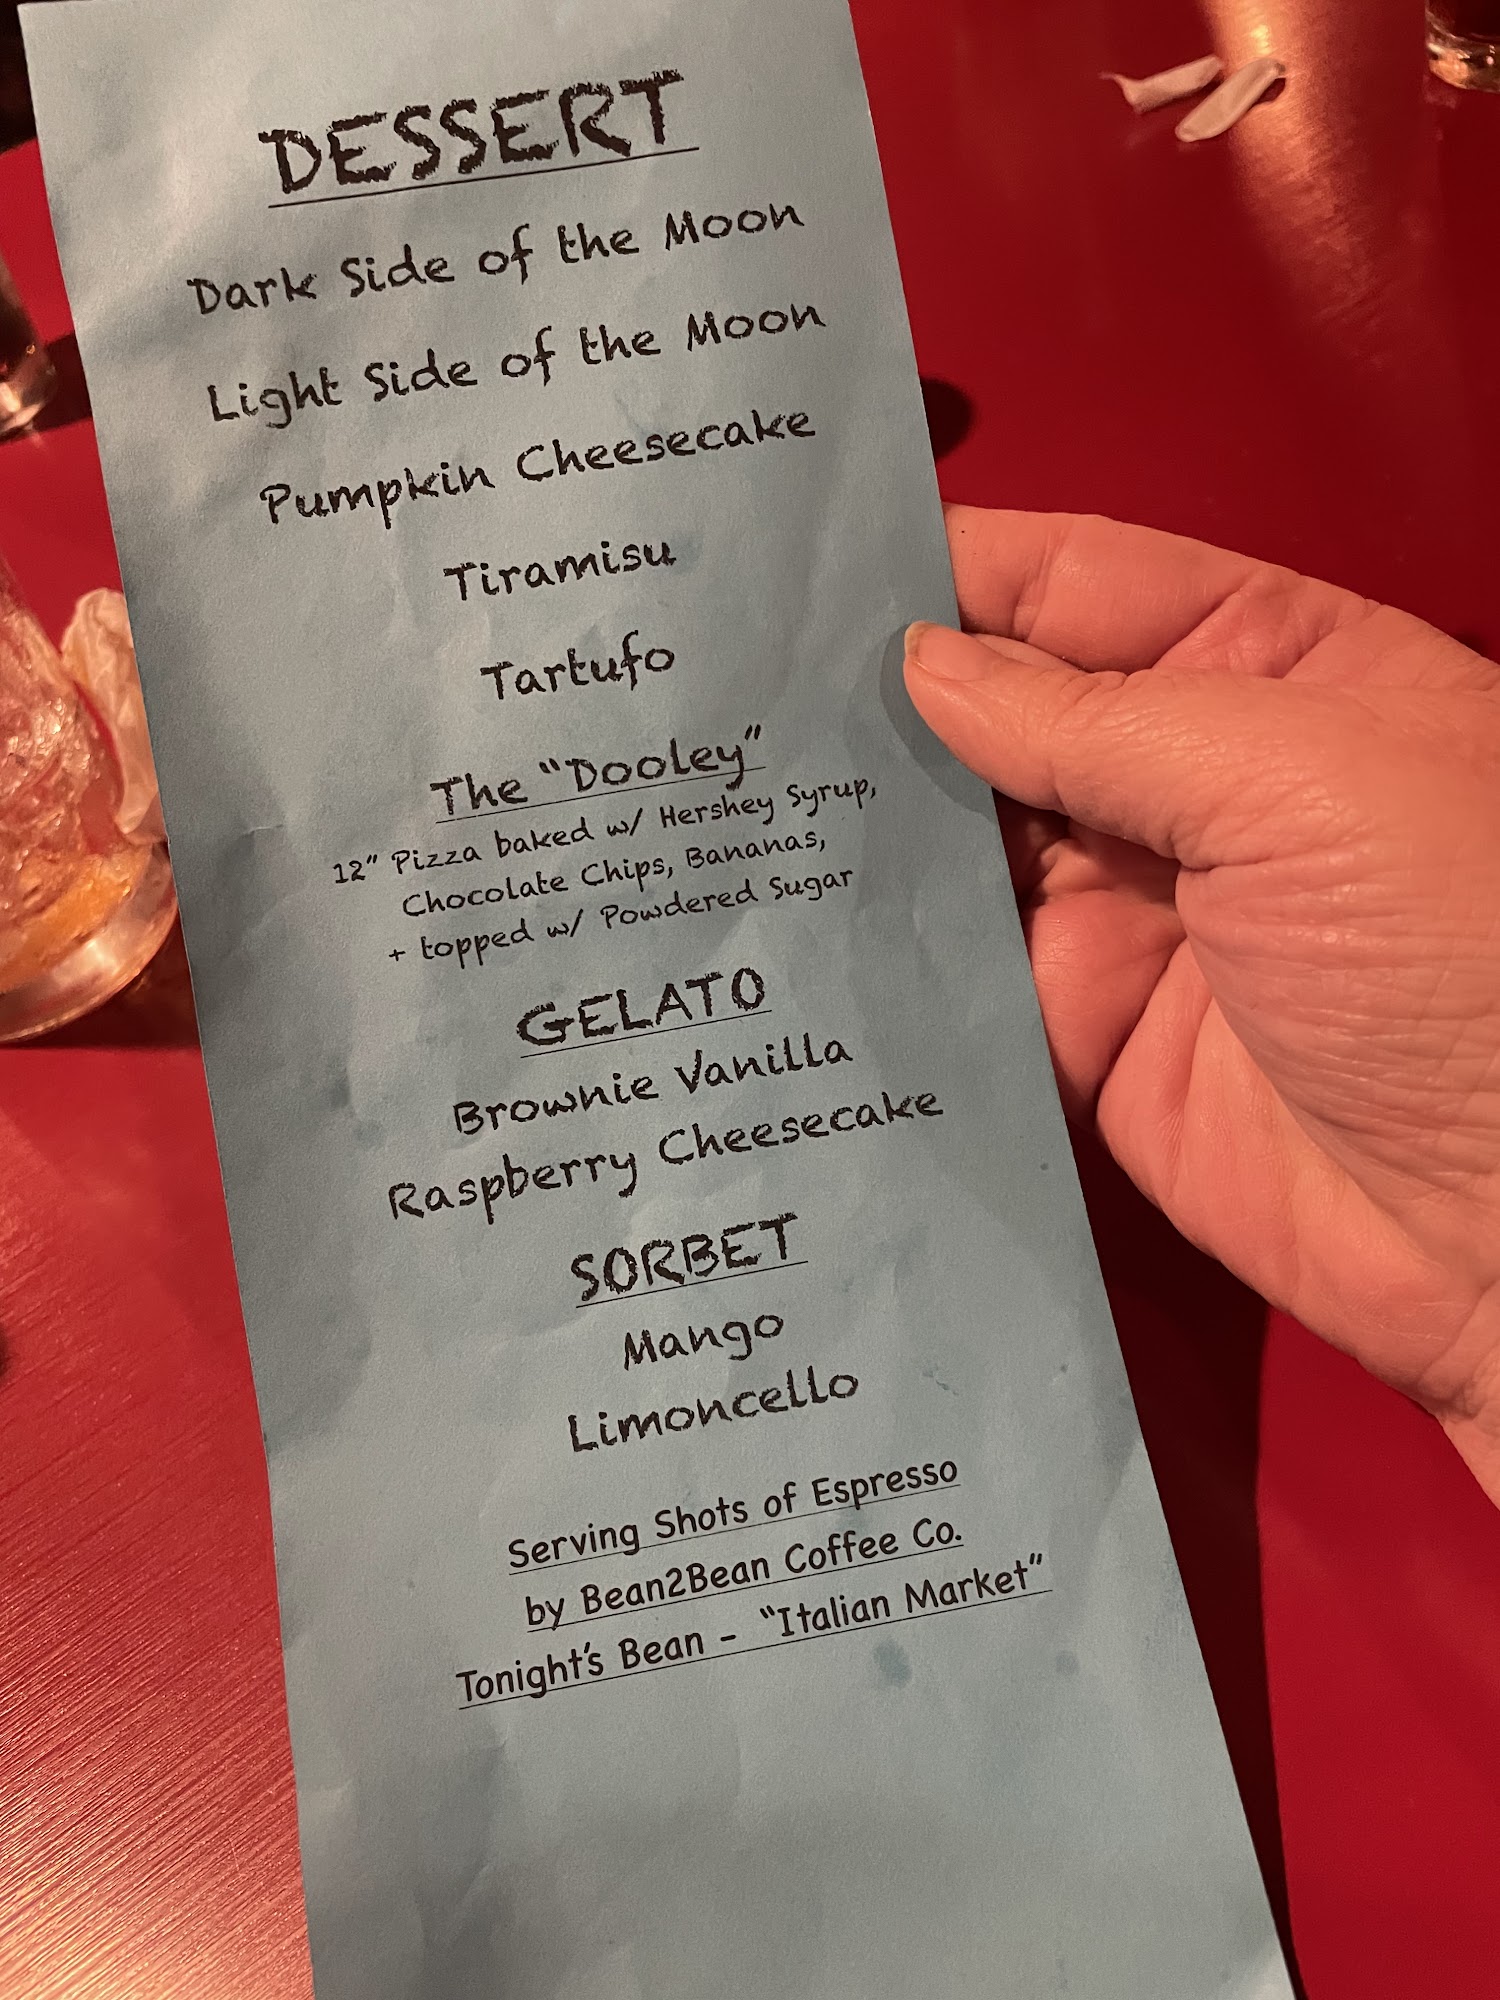 DESSERT
Dark Side of the Moon
Light Side of the Moon
Pumpkin Cheesecake
Tiramisu
Tartufo
The "Dooley"
12" Pizza baked w/ Hershey Syrup,
Chocolate Chips, Bananas,
+ topped w/ Powdered Sugar
GELATO
Brownie Vanilla
Raspberry Cheesecake
SORBET
Mango
Limoncello
Serving Shots of Espresso
by Bean2Bean Coffee Co.
Tonight's Bean - "Italian Market"